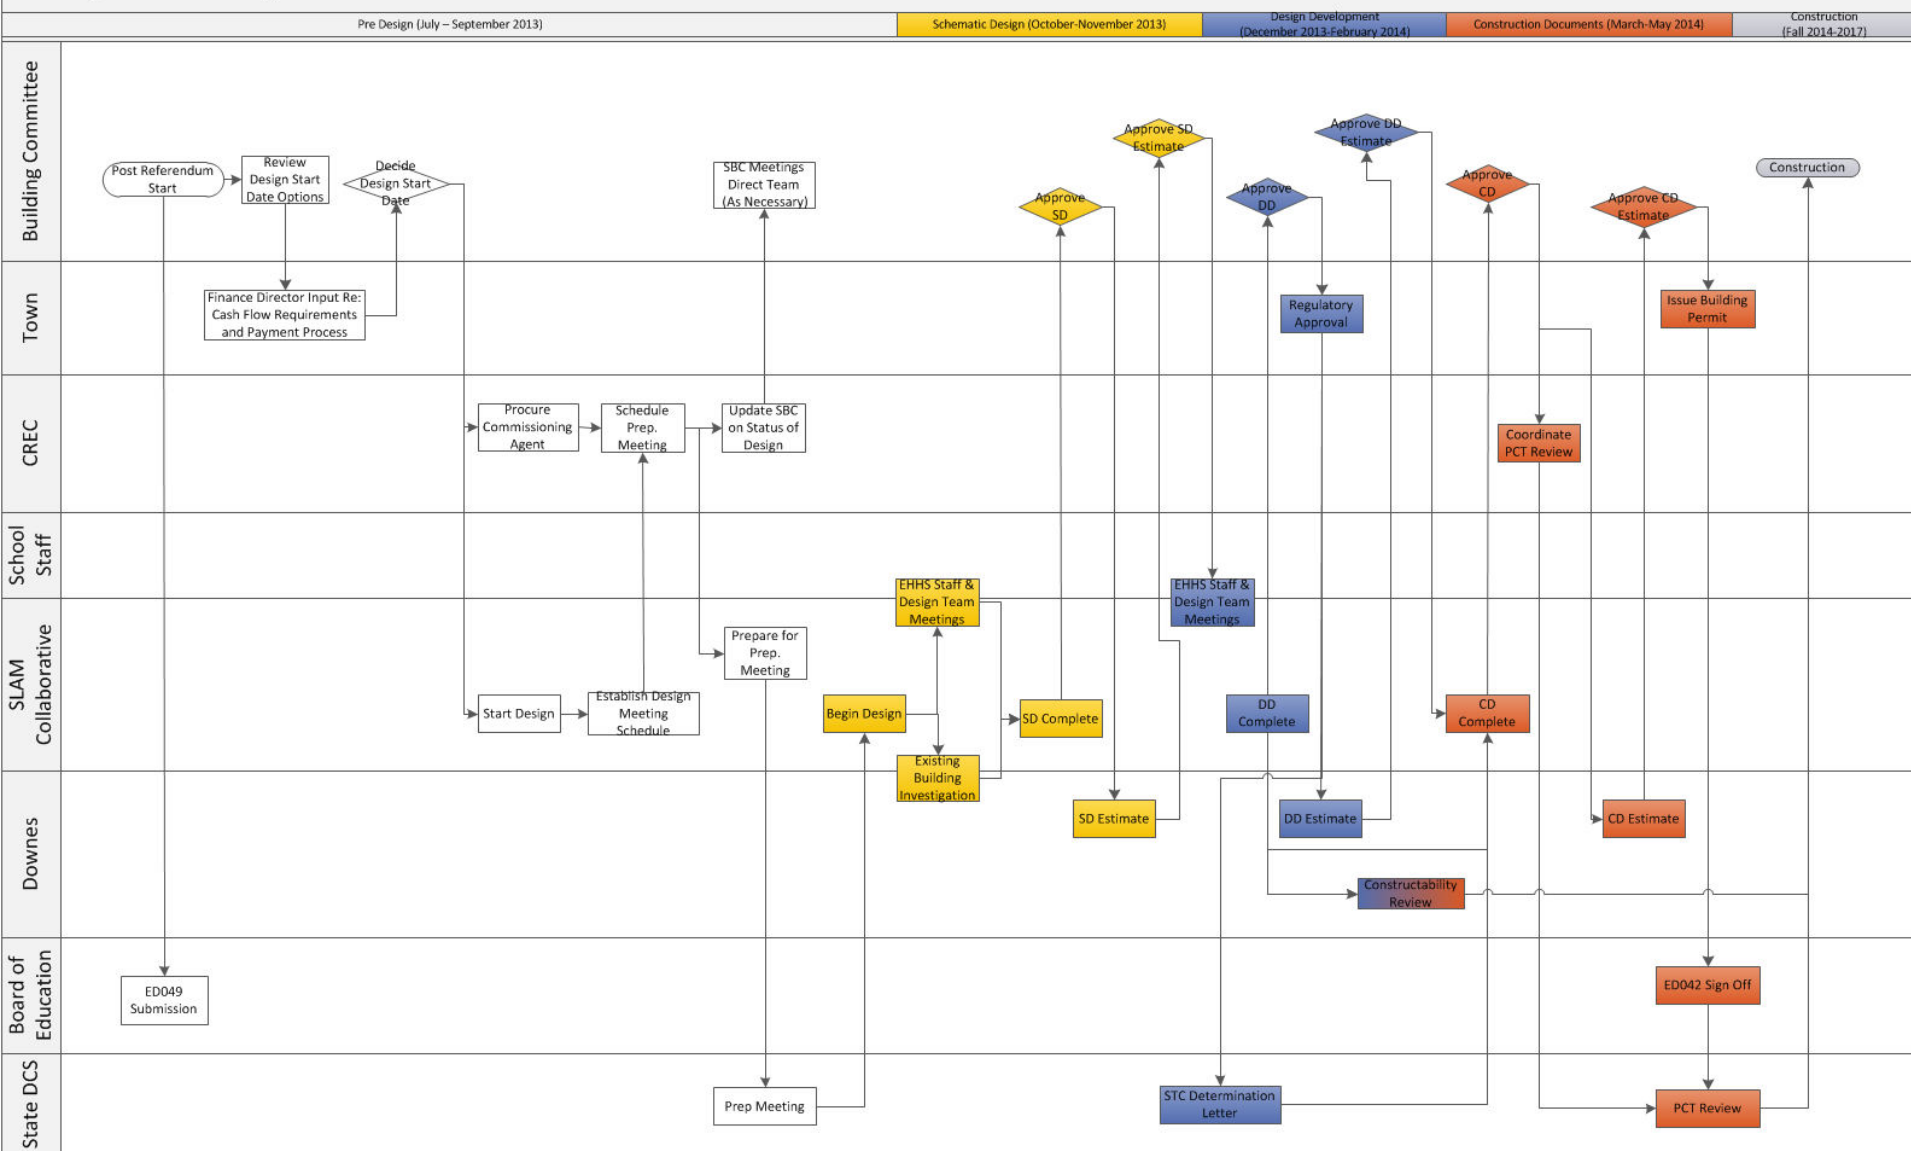 Pre Design (July – September 2013)
Schematic Design (October-November 2013)
Design Development
(December 2013-February 2014)
Construction Documents (March-May 2014)
Construction
(Fall 2014-2017)
Building Committee
Post Referendum
Start
Review
Design Start
Date Options
Decide
Design Start
Date
SBC Meetings
Direct Team
(As Necessary)
Approve
SD
Approve SD
Estimate
Approve
DD
Approve DD
Estimate
Approve
CD
Approve CD
Estimate
Construction
Town
Finance Director Input Re:
Cash Flow Requirements
and Payment Process
Regulatory
Approval
Issue Building
Permit
CREC
Procure
Commissioning
Agent
Schedule
Prep.
Meeting
Update SBC
on Status of
Design
Coordinate
PCT Review
School
Staff
EHHS Staff &
Design Team
Meetings
EHHS Staff &
Design Team
Meetings
SLAM
Collaborative
Start Design
Establish Design
Meeting
Schedule
Prepare for
Prep.
Meeting
Begin Design
Existing
Building
Investigation
SD Complete
DD
Complete
CD
Complete
Downes
SD Estimate
DD Estimate
CD Estimate
Constructability
Review
Board of
Education
ED049
Submission
ED042 Sign Off
State DCS
Prep Meeting
STC Determination
Letter
PCT Review